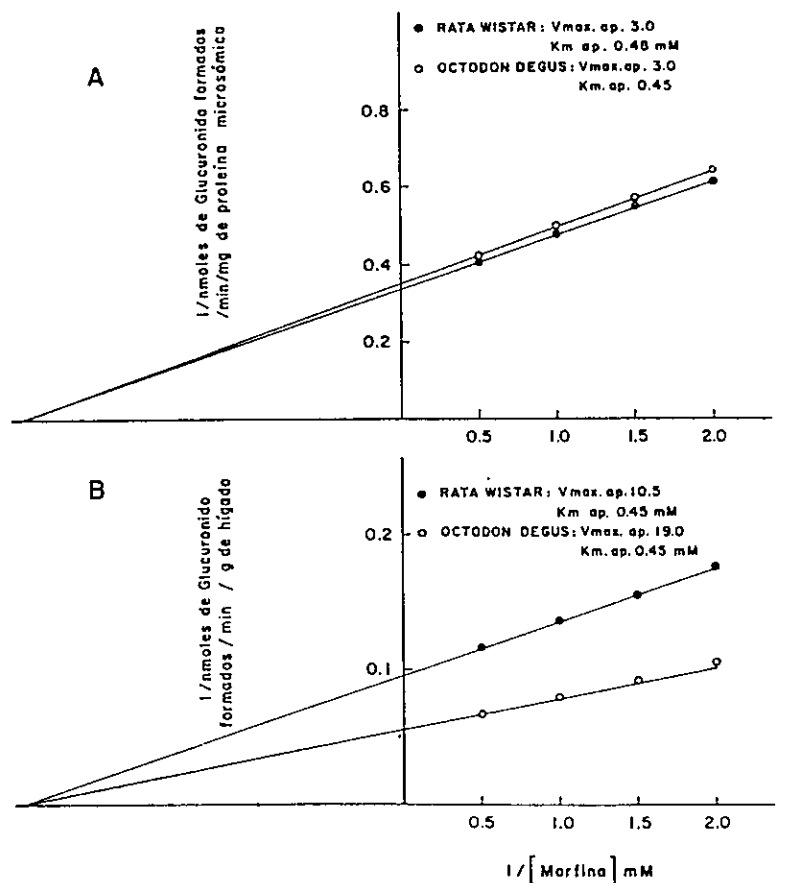 A
1/nmoles de Glucuronido formadas
/min/mg de proteína microsómica
● RATA WISTAR: Vmax. ap. 3.0
Km ap. 0.48 mM
○ OCTODON DEGUS: Vmax. ap. 3.0
Km. ap. 0.45
0.8
0.6
0.4
0.2
0.5 1.0 1.5 2.0
B
1/nmoles de Glucuronido
formadas / min / g de hígado
● RATA WISTAR: Vmax. ap. 10.5
Km ap. 0.45 mM
○ OCTODON DEGUS: Vmax. ap. 19.0
Km. ap. 0.45 mM
0.2
0.1
0.5 1.0 1.5 2.0
1/[Morfina] mM